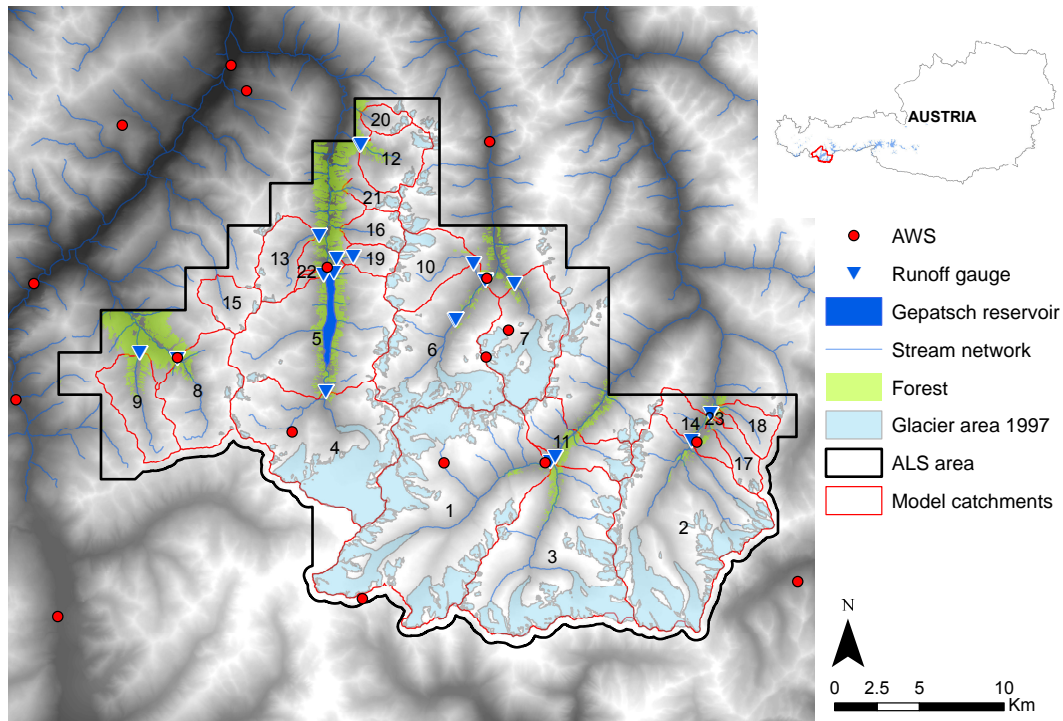 AUSTRIA
20
12
21
16
13
19
10
22
15
5
7
6
8
9
4
11
14
23
18
17
1
2
3
AWS
Runoff gauge
Gepatsch reservoir
Stream network
Forest
Glacier area 1997
ALS area
Model catchments
N
0 2.5 5 10
Km